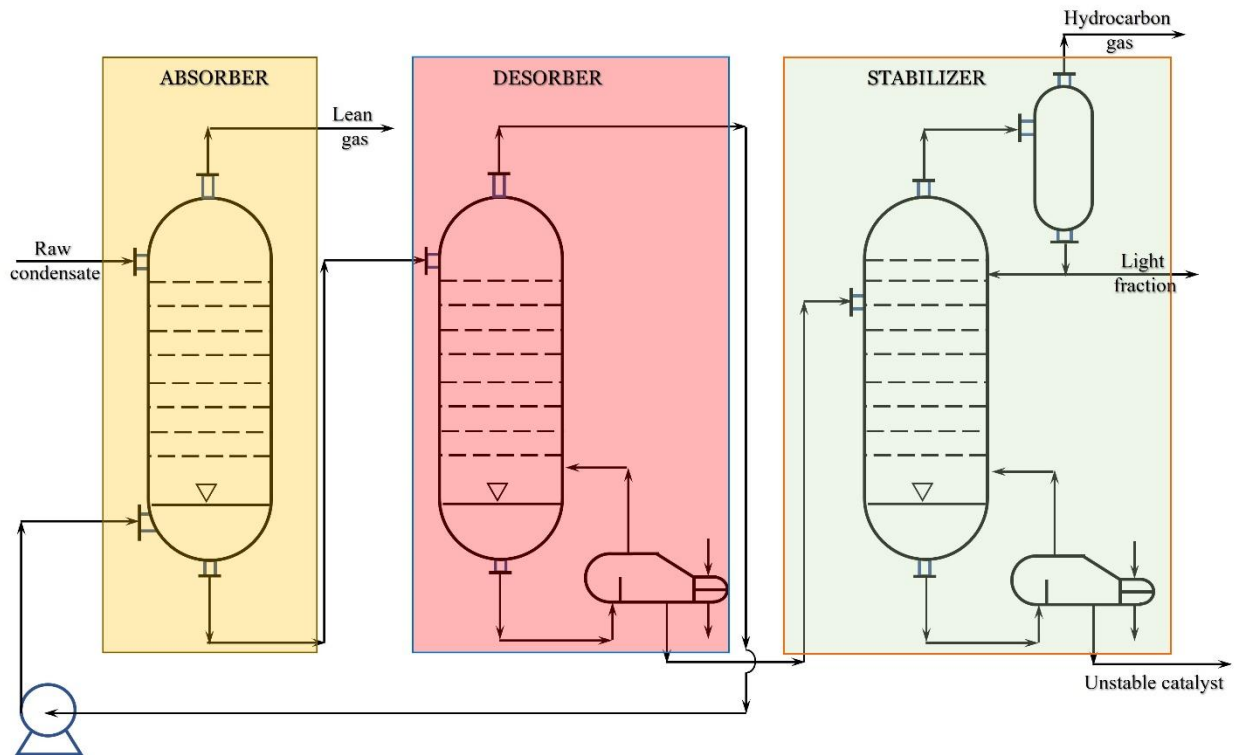 Hydrocarbon
gas
ABSORBER
DESORBER
STABILIZER
Lean
gas
Raw
condensate
Light
fraction
Unstable catalyst